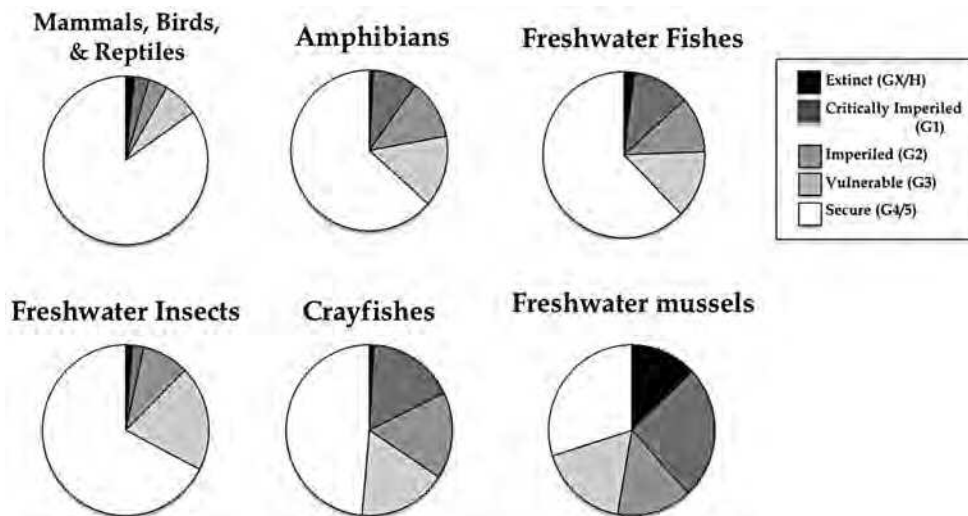 Mammals, Birds,
& Reptiles
Amphibians
Freshwater Fishes
Extinct (GX/H)
Critically Imperiled
(G1)
Imperiled (G2)
Vulnerable (G3)
Secure (G4/5)
Freshwater Insects
Crayfishes
Freshwater mussels